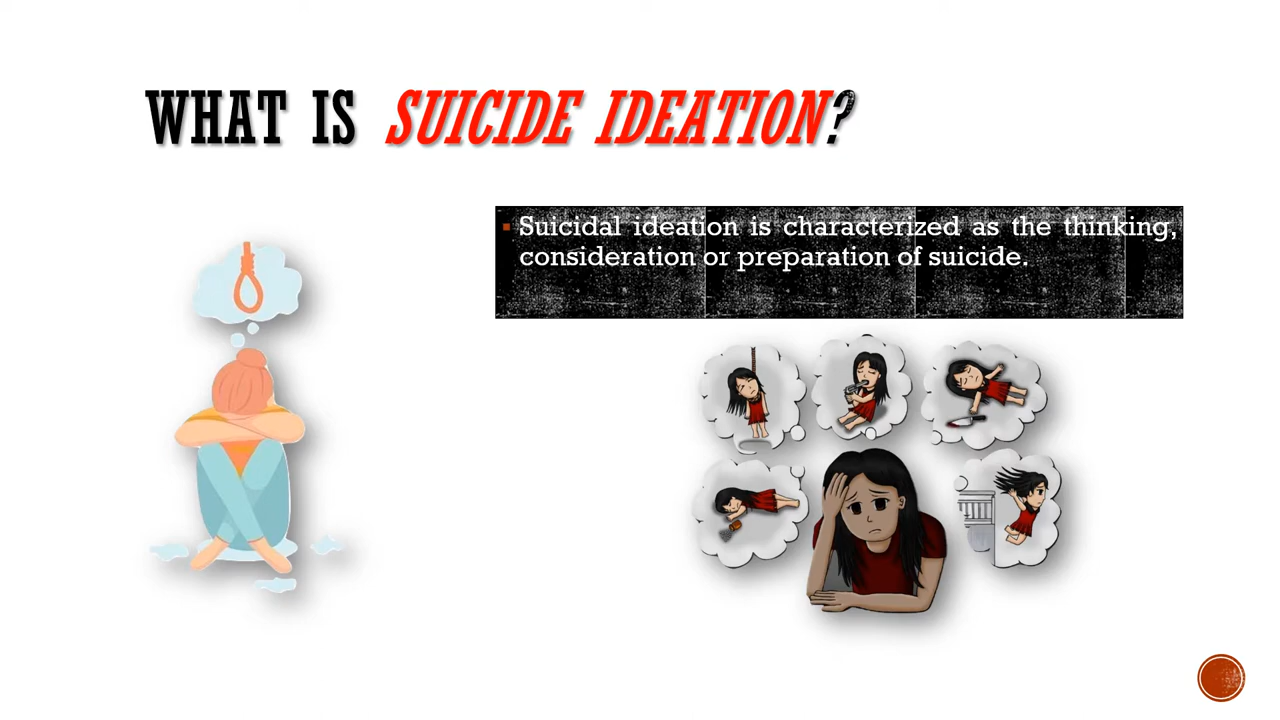 WHAT IS SUICIDE IDEATION?
Suicidal ideation is characterized as the thinking,
consideration or preparation of suicide.